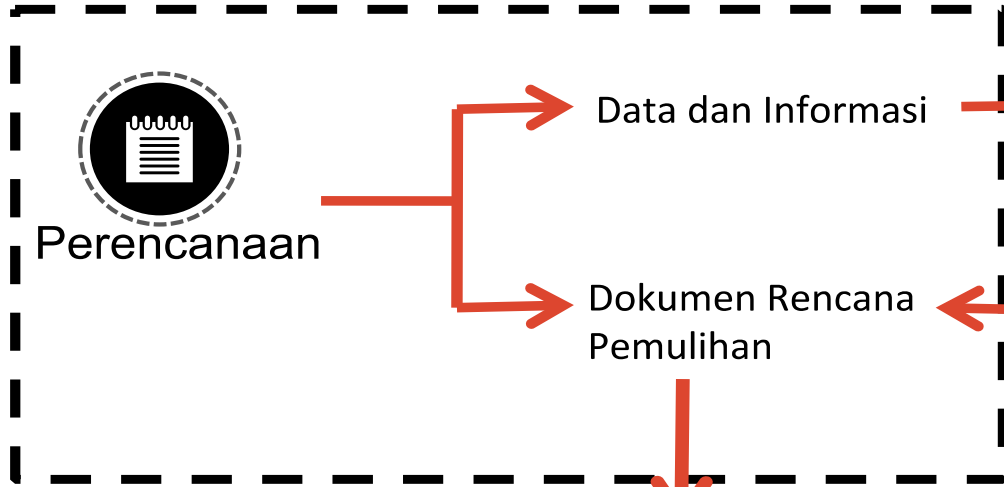 Perencanaan
Data dan Informasi
Dokumen Rencana
Pemulihan